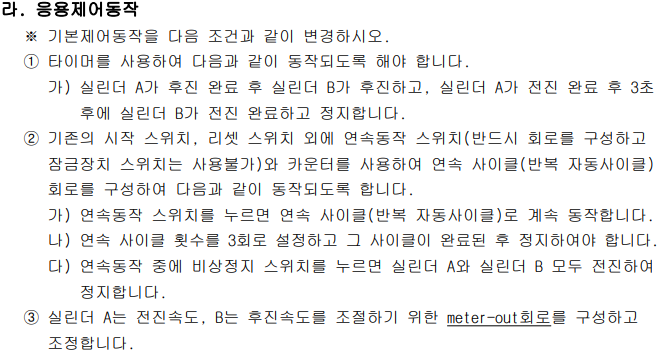 라. 응용제어동작
※ 기본제어동작을 다음 조건과 같이 변경하시오.
① 타이머를 사용하여 다음과 같이 동작되도록 해야 합니다.
가) 실린더 A가 후진 완료 후 실린더 B가 후진하고, 실린더 A가 전진 완료 후 3초
후에 실린더 B가 전진 완료하고 정지합니다.
② 기존의 시작 스위치, 리셋 스위치 외에 연속동작 스위치(반드시 회로를 구성하고
잠금장치 스위치는 사용불가)와 카운터를 사용하여 연속 사이클(반복 자동사이클)
회로를 구성하여 다음과 같이 동작되도록 합니다.
가) 연속동작 스위치를 누르면 연속 사이클(반복 자동사이클)로 계속 동작합니다.
나) 연속 사이클 횟수를 3회로 설정하고 그 사이클이 완료된 후 정지하여야 합니다.
다) 연속동작 중에 비상정지 스위치를 누르면 실린더 A와 실린더 B 모두 전진하여
정지합니다.
③ 실린더 A는 전진속도, B는 후진속도를 조절하기 위한 meter-out회로를 구성하고
조정합니다.